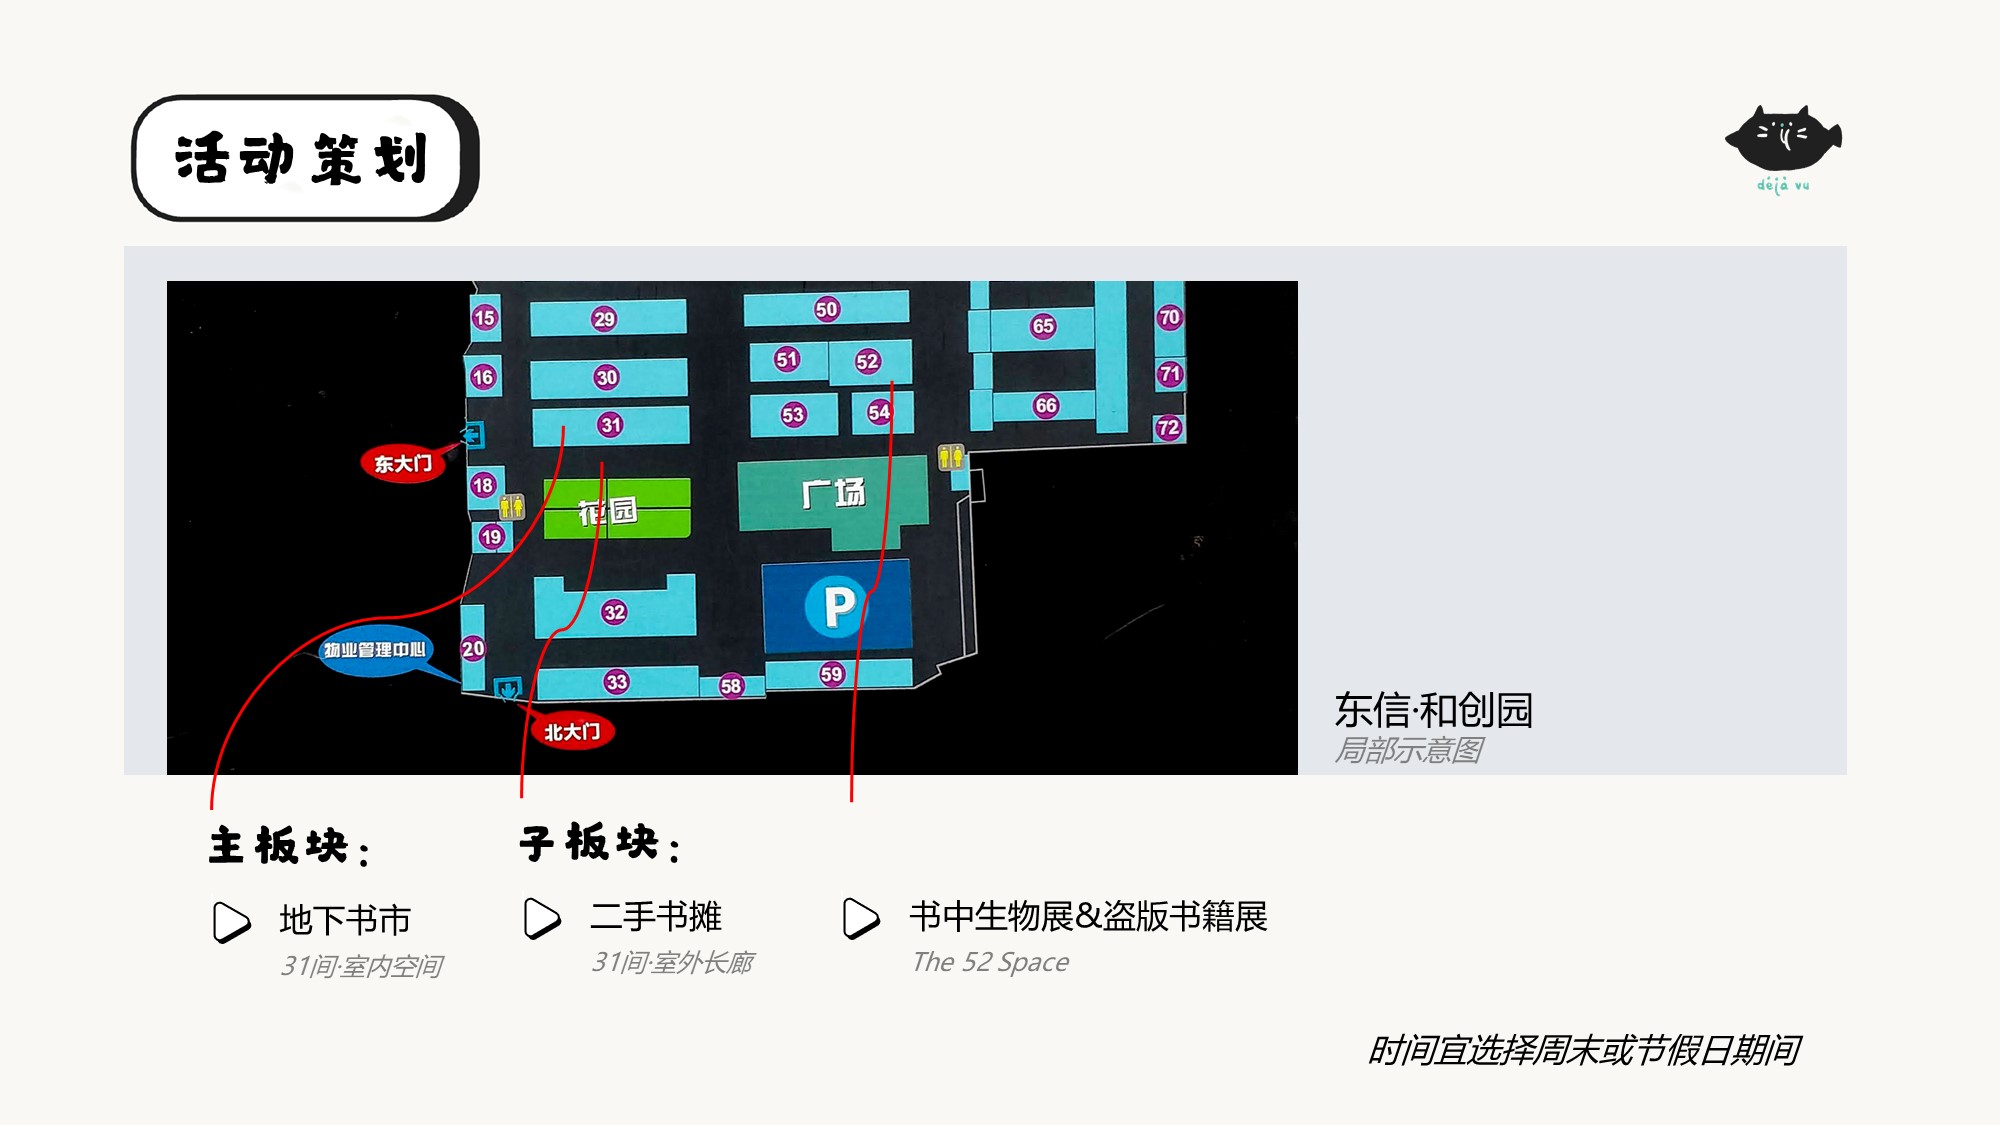 活动策划
déjà vu
15
29
50
65
70
16
30
51
52
71
31
53
54
66
72
东大门
18
花园
广场
19
32
P
物业管理中心
20
33
58
59
北大门
东信·和创园
局部示意图
主板块：
子板块：
地下书市
31间·室内空间
二手书摊
31间·室外长廊
书中生物展&盗版书籍展
The 52 Space
时间宜选择周末或节假日期间